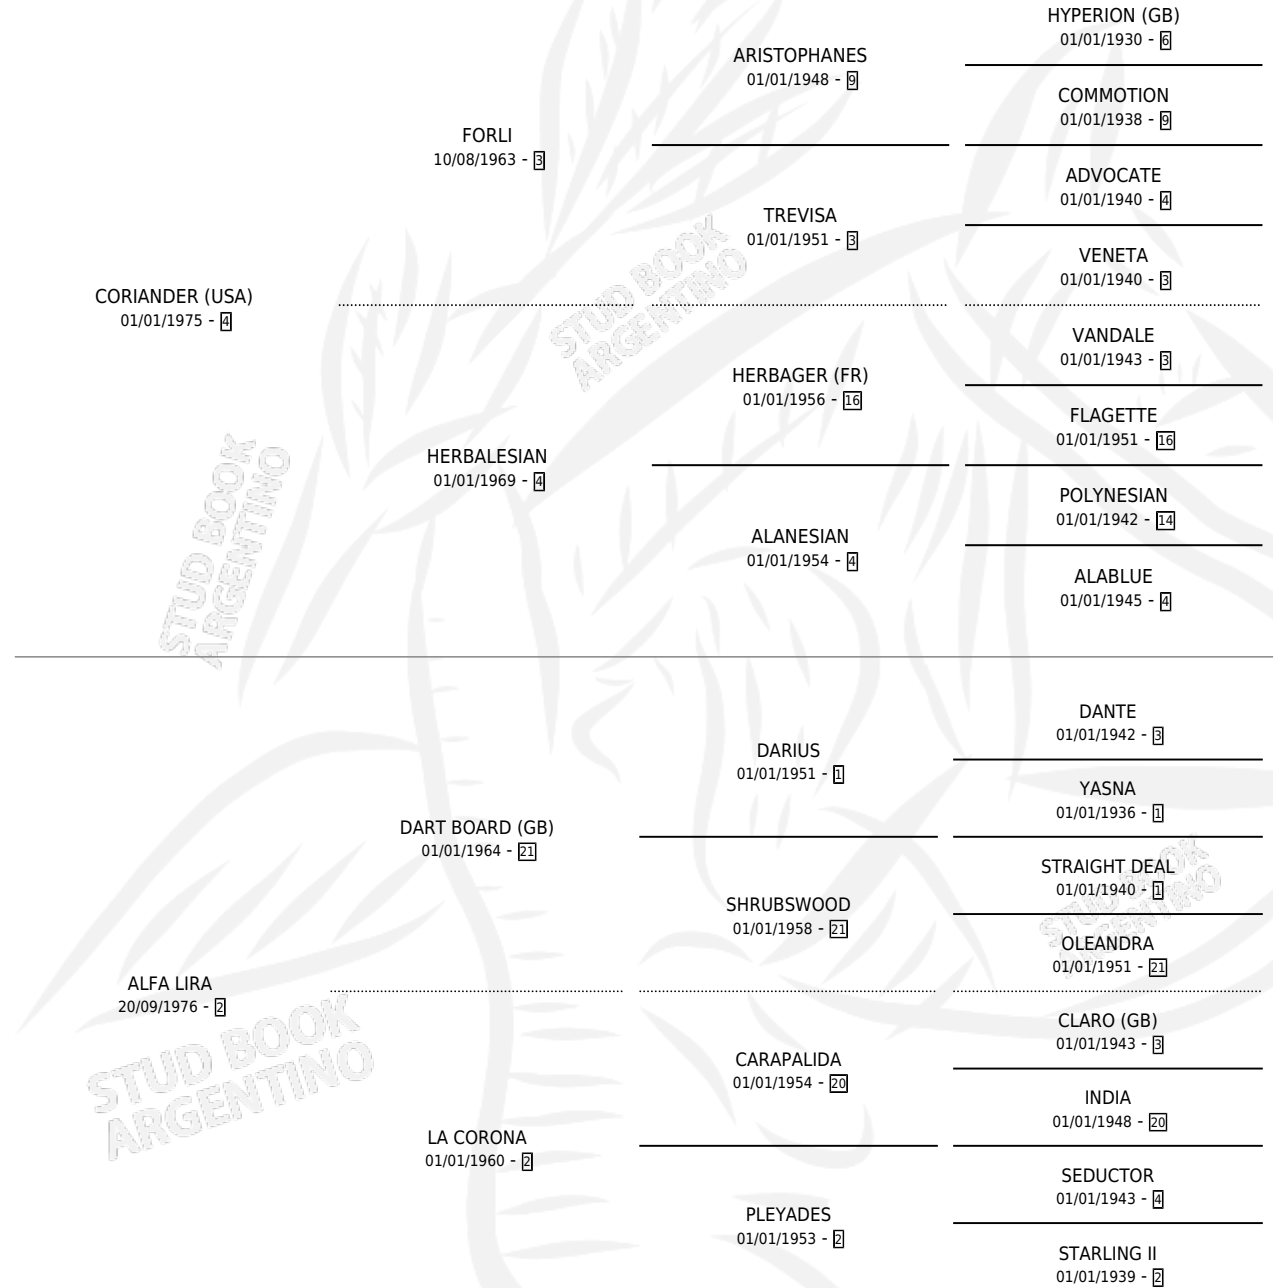 HYPERION (GB)
01/01/1930 - 6
ARISTOPHANES
01/01/1948 - 9
COMMOTION
01/01/1938 - 9
FORLI
10/08/1963 - 3
ADVOCATE
01/01/1940 - 4
TREVISA
01/01/1951 - 3
VENETA
01/01/1940 - 3
CORIANDER (USA)
01/01/1975 - 4
VANDALE
01/01/1943 - 3
HERBAGER (FR)
01/01/1956 - 16
FLAGETTE
01/01/1951 - 16
HERBALESIAN
01/01/1969 - 4
POLYNESIAN
01/01/1942 - 14
ALANESIAN
01/01/1954 - 4
ALABLUE
01/01/1945 - 4
DANTE
01/01/1942 - 3
DARIUS
01/01/1951 - 1
YASNA
01/01/1936 - 1
DART BOARD (GB)
01/01/1964 - 21
STRAIGHT DEAL
01/01/1940 - 1
SHRUBSWOOD
01/01/1958 - 21
OLEANDRA
01/01/1951 - 21
ALFA LIRA
20/09/1976 - 2
CLARO (GB)
01/01/1943 - 3
CARAPALIDA
01/01/1954 - 20
INDIA
01/01/1948 - 20
LA CORONA
01/01/1960 - 2
SEDUCTOR
01/01/1943 - 4
PLEYADES
01/01/1953 - 2
STARLING II
01/01/1939 - 2
STUD BOOK
ARGENTINO
STUD BOOK
ARGENTINO
STUD BOOK
ARGENTINO
STUD BOOK
ARGENTINO